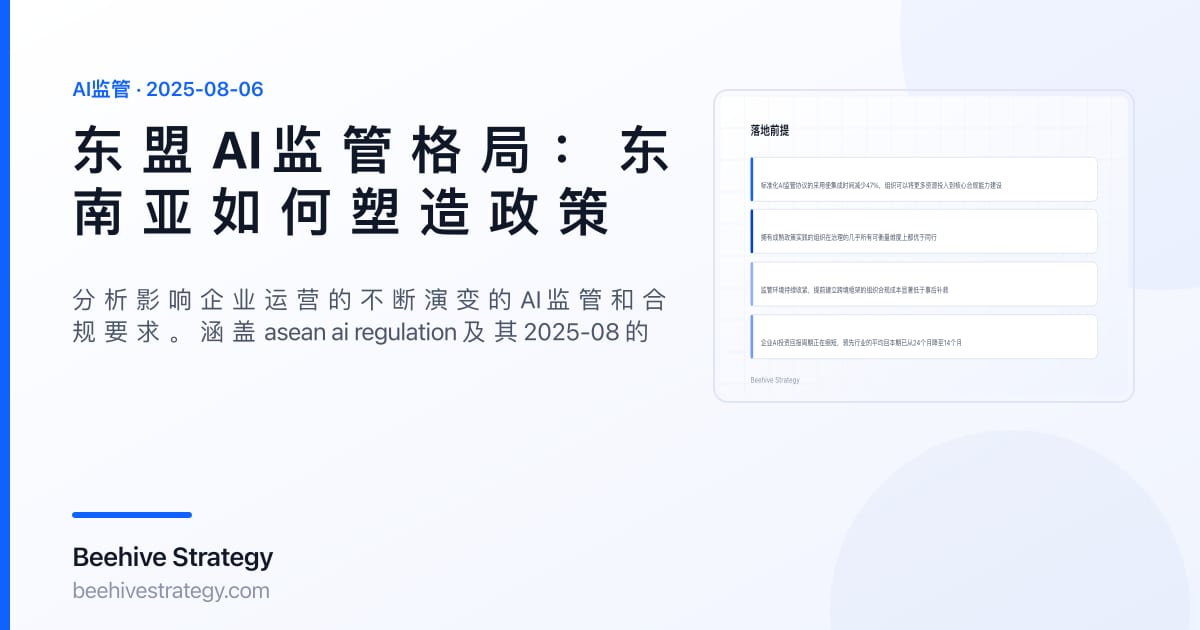 AI监管 · 2025-08-06
东盟AI监管格局：东
南亚如何塑造政策
分析影响企业运营的不断演变的AI监管和合
规要求。涵盖 asean ai regulation 及其 2025-08 的
落地前提
标准化AI监管协议的采用使集成时间减少47%，组织可以将更多资源投入到核心合规能力建设
拥有成熟政策实践的组织在治理的几乎所有可衡量维度上都优于同行
监管环境持续收紧，提前建立跨境框架的组织合规成本显著低于事后补救
企业AI投资回报周期正在缩短，领先行业的平均回本期已从24个月降至14个月
Beehive Strategy
Beehive Strategy
beehivestrategy.com